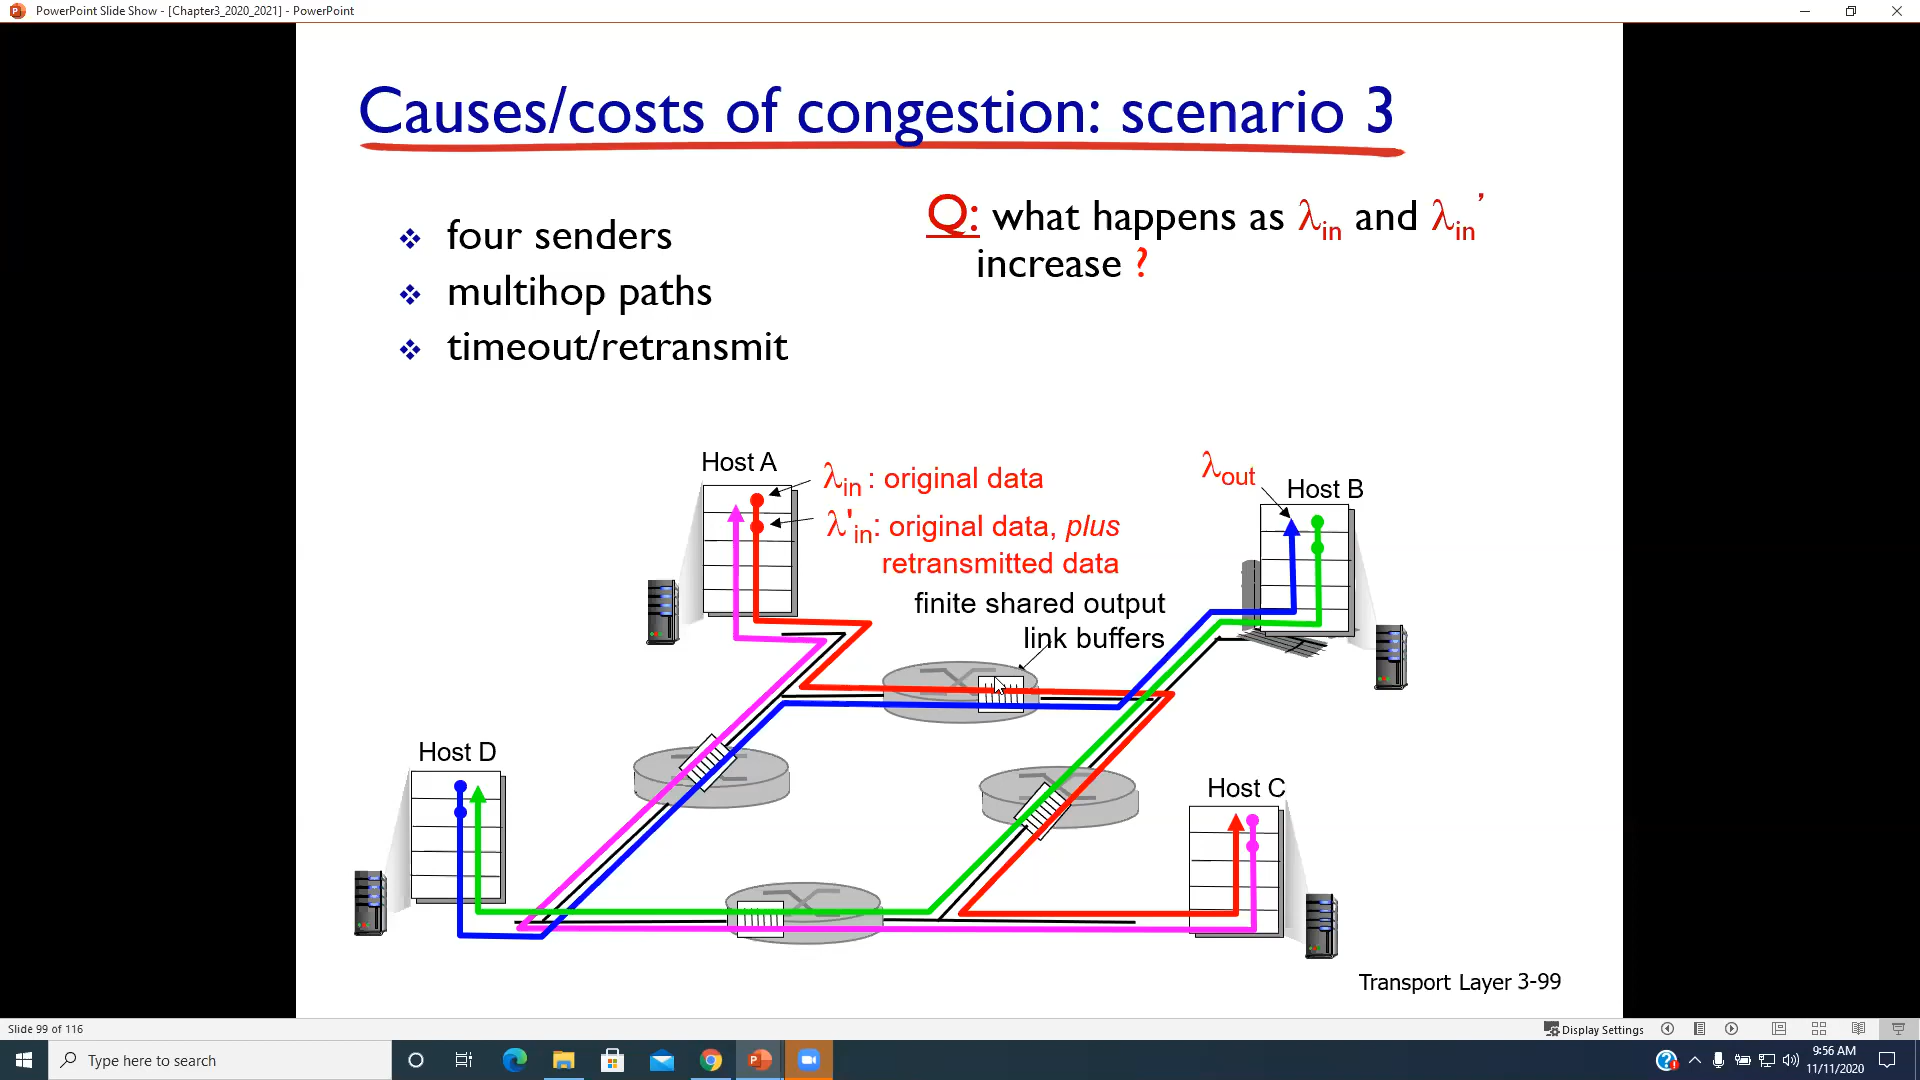 PowerPoint Slide Show - [Chapter3_2020_2021] - PowerPoint
Causes/costs of congestion: scenario 3
four senders
multihop paths
timeout/retransmit
Q: what happens as λin and λin’
increase ?
Host A
λin : original data
λ'in: original data, plus
retransmitted data
finite shared output
link buffers
λout
Host B
Host D
Host C
Transport Layer 3-99
Slide 99 of 116
Display Settings
Type here to search
9:56 AM
11/11/2020